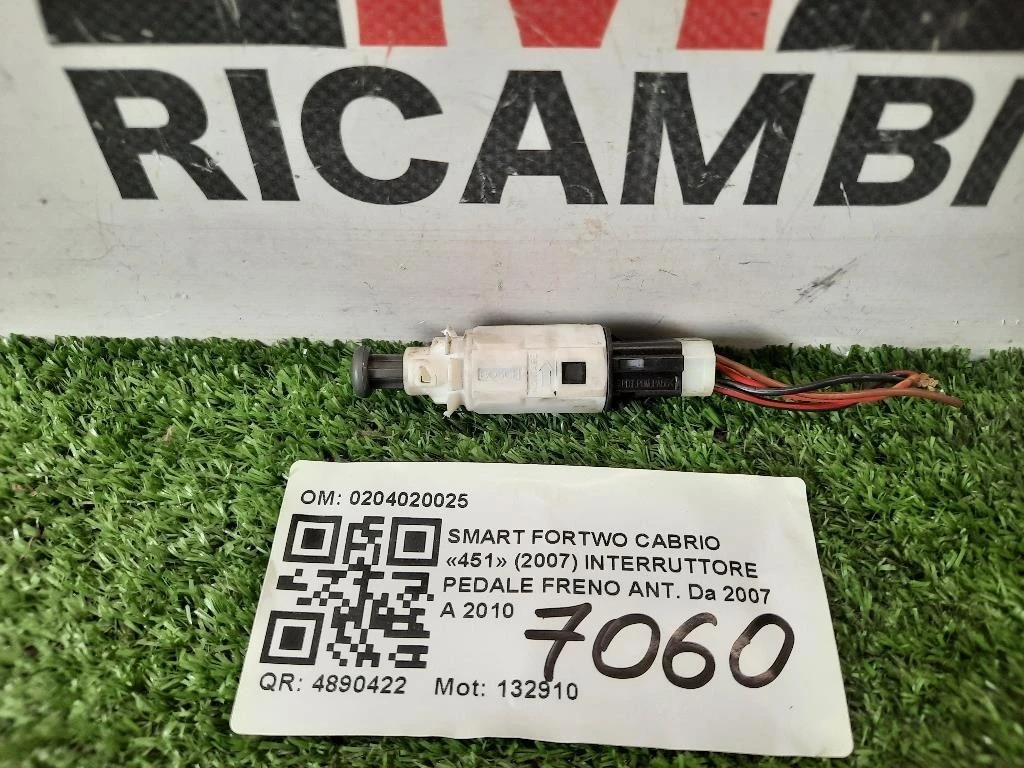 RICAMBI
OM: 0204020025
SMART FORTWO CABRIO
«451» (2007) INTERRUTTORE
PEDALE FRENO ANT. Da 2007
A 2010
7060
QR: 4890422 Mot: 132910